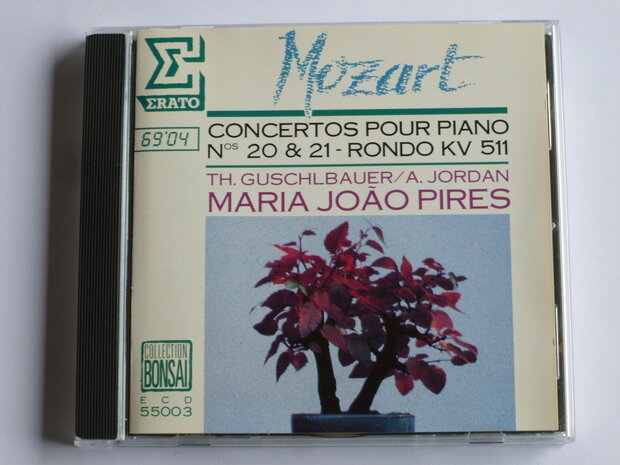 Mozart
ERATO
69'04
CONCERTOS POUR PIANO
Nos 20 & 21 - RONDO KV 511
TH. GUSCHLBAUER/A. JORDAN
MARIA JOÃO PIRES
COLLECTION
BONSAI
ECD
55003